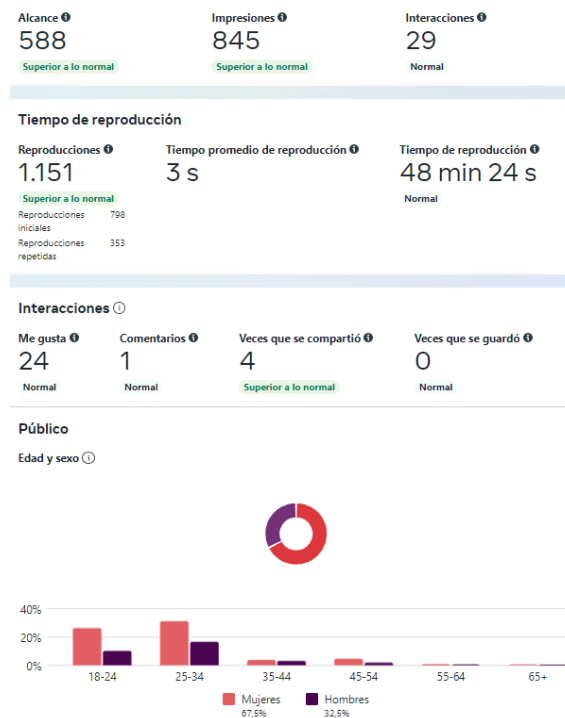 Alcance Impresiones Interacciones
588 845 29
Superior a lo normal Superior a lo normal Normal
Tiempo de reproducción
Reproducciones Tiempo promedio de reproducción Tiempo de reproducción
1.151 3 s 48 min 24 s
Superior a lo normal Normal
Reproducciones iniciales 798
Reproducciones repetidas 353
Interacciones
Me gusta Comentarios Veces que se compartió Veces que se guardó
24 1 4 0
Normal Normal Superior a lo normal Normal
Público
Edad y sexo
40%
20%
0%
18-24 25-34 35-44 45-54 55-64 65+
Mujeres Hombres
67,5% 32,5%